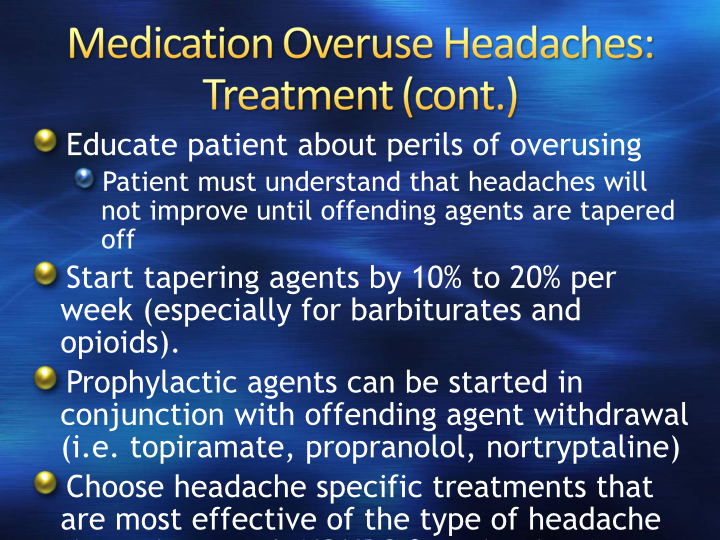 Medication Overuse Headaches:
Treatment (cont.)
Educate patient about perils of overusing
Patient must understand that headaches will
not improve until offending agents are tapered
off
Start tapering agents by 10% to 20% per
week (especially for barbiturates and
opioids).
Prophylactic agents can be started in
conjunction with offending agent withdrawal
(i.e. topiramate, propranolol, nortryptaline)
Choose headache specific treatments that
are most effective of the type of headache